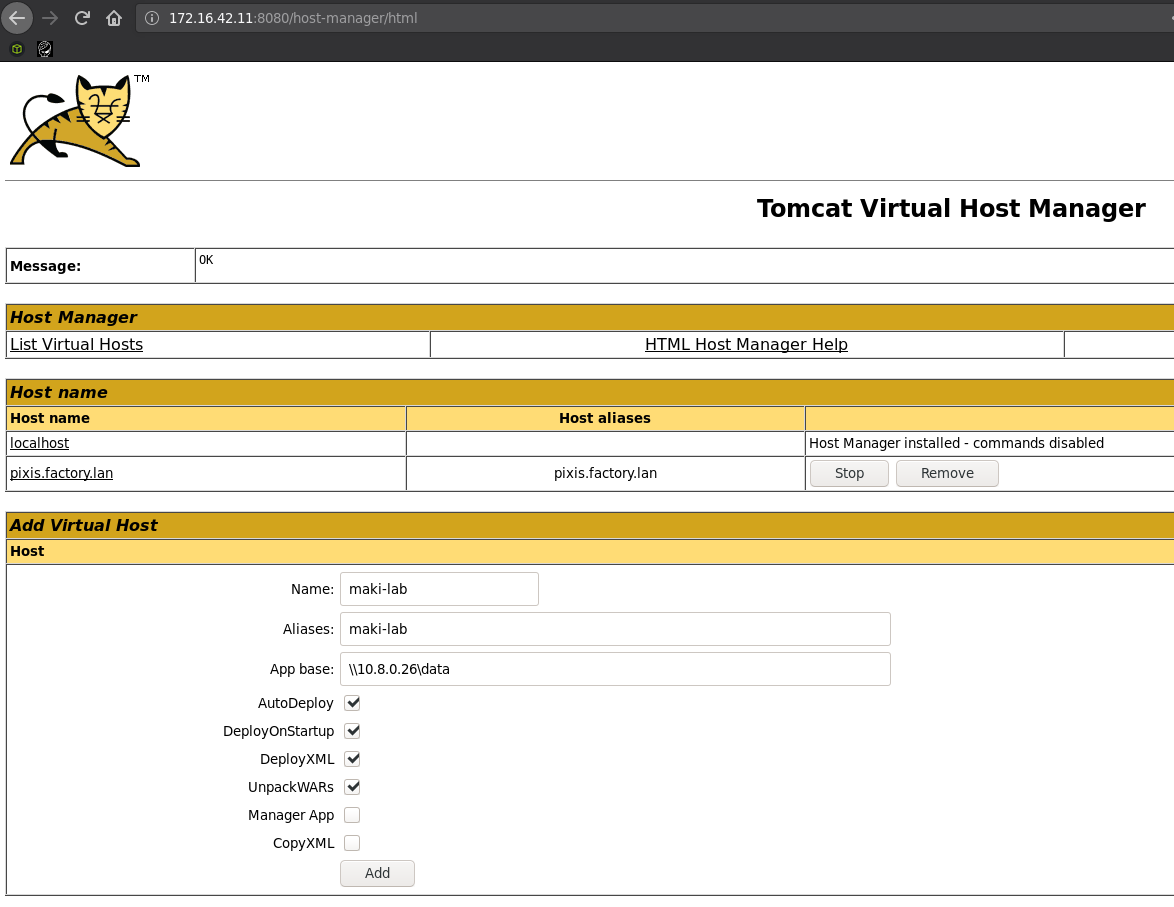 172.16.42.11:8080/host-manager/html
TM
Tomcat Virtual Host Manager
Message: OK
Host Manager
List Virtual Hosts HTML Host Manager Help
Host name
Host name Host aliases
localhost Host Manager installed - commands disabled
pixis.factory.lan pixis.factory.lan Stop Remove
Add Virtual Host
Host
Name: maki-lab
Aliases: maki-lab
App base: \\10.8.0.26\data
AutoDeploy
DeployOnStartup
DeployXML
UnpackWARs
Manager App
CopyXML
Add